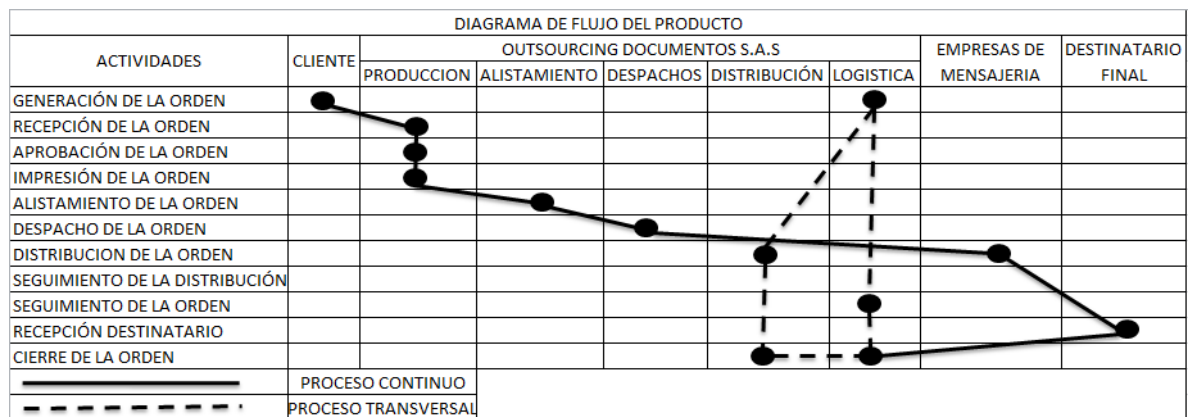 DIAGRAMA DE FLUJO DEL PRODUCTO
ACTIVIDADES
CLIENTE
OUTSOURCING DOCUMENTOS S.A.S
EMPRESAS DE
MENSAJERIA
DESTINATARIO
FINAL
PRODUCCION
ALISTAMIENTO
DESPACHOS
DISTRIBUCIÓN
LOGISTICA
GENERACIÓN DE LA ORDEN
RECEPCIÓN DE LA ORDEN
APROBACIÓN DE LA ORDEN
IMPRESIÓN DE LA ORDEN
ALISTAMIENTO DE LA ORDEN
DESPACHO DE LA ORDEN
DISTRIBUCION DE LA ORDEN
SEGUIMIENTO DE LA DISTRIBUCIÓN
SEGUIMIENTO DE LA ORDEN
RECEPCIÓN DESTINATARIO
CIERRE DE LA ORDEN
PROCESO CONTINUO
PROCESO TRANSVERSAL